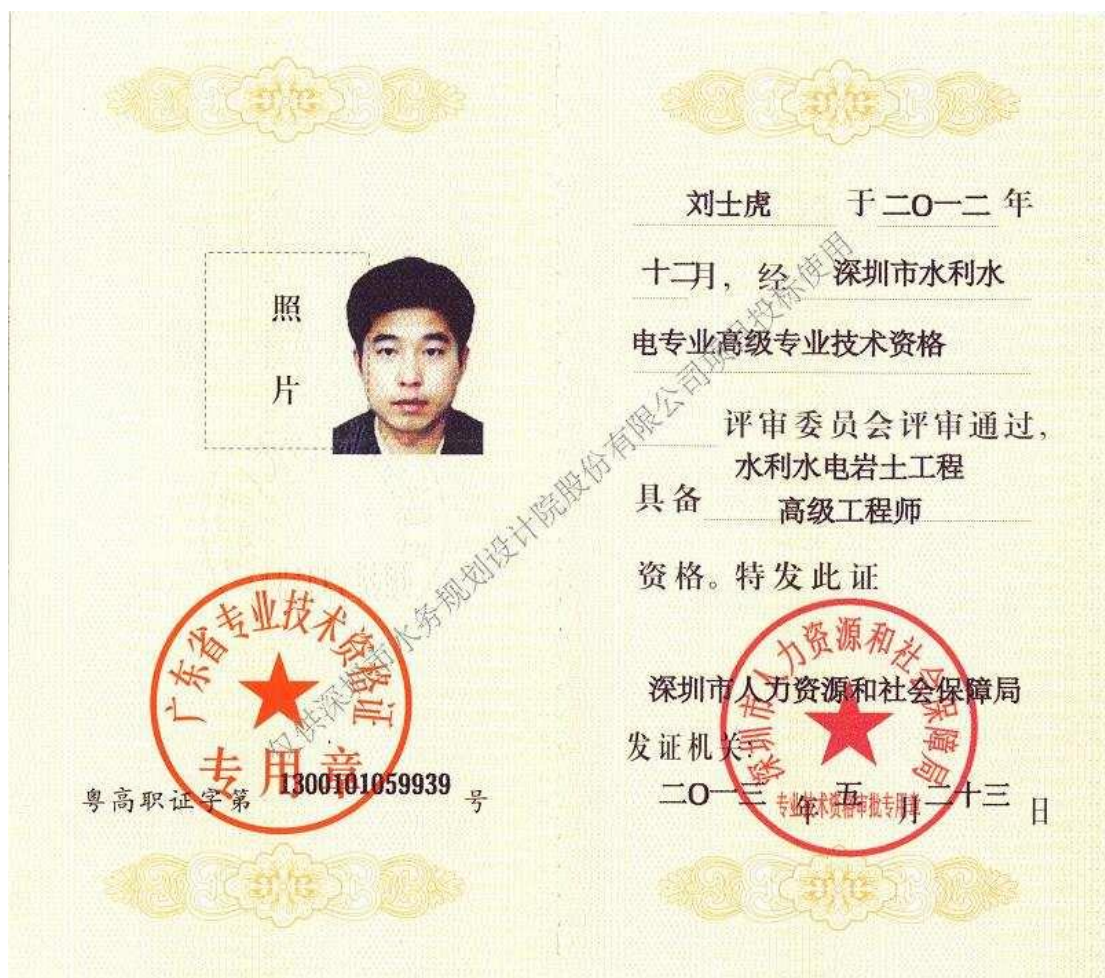 照
片
广东省专业技术资格证
专用章
粤高职证字第 1300101059939 号
刘士虎 于二〇一二年
十二月，经 深圳市水利水
电专业高级专业技术资格
评审委员会评审通过，
水利水电岩土工程
具备 高级工程师
资格。特发此证
深圳市人力资源和社会保障局
发证机关：
二〇一三年五月二十三日
深圳市人力资源和社会保障局
专业技术资格审批专用章
仅供深圳市水务规划设计院股份有限公司项目投标使用